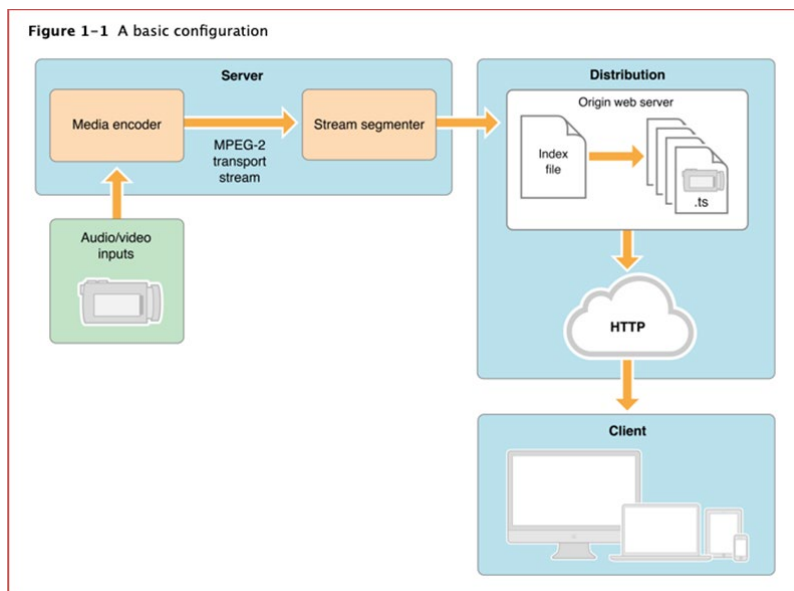 Figure 1-1 A basic configuration
Server
Media encoder
MPEG-2
transport
stream
Stream segmenter
Audio/video
inputs
Distribution
Origin web server
Index
file
.ts
HTTP
Client